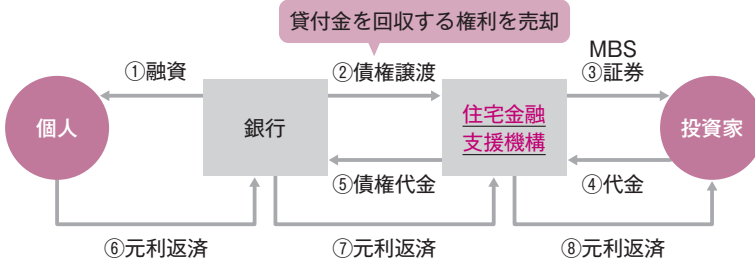 貸付金を回収する権利を売却
MBS
①融資
②債権譲渡
③証券
個人
銀行
住宅金融
支援機構
投資家
⑤債権代金
④代金
⑥元利返済
⑦元利返済
⑧元利返済